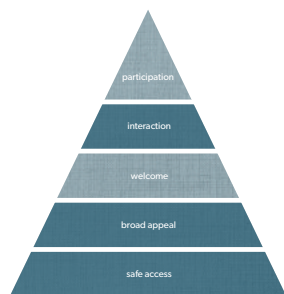 participation
interaction
welcome
broad appeal
safe access